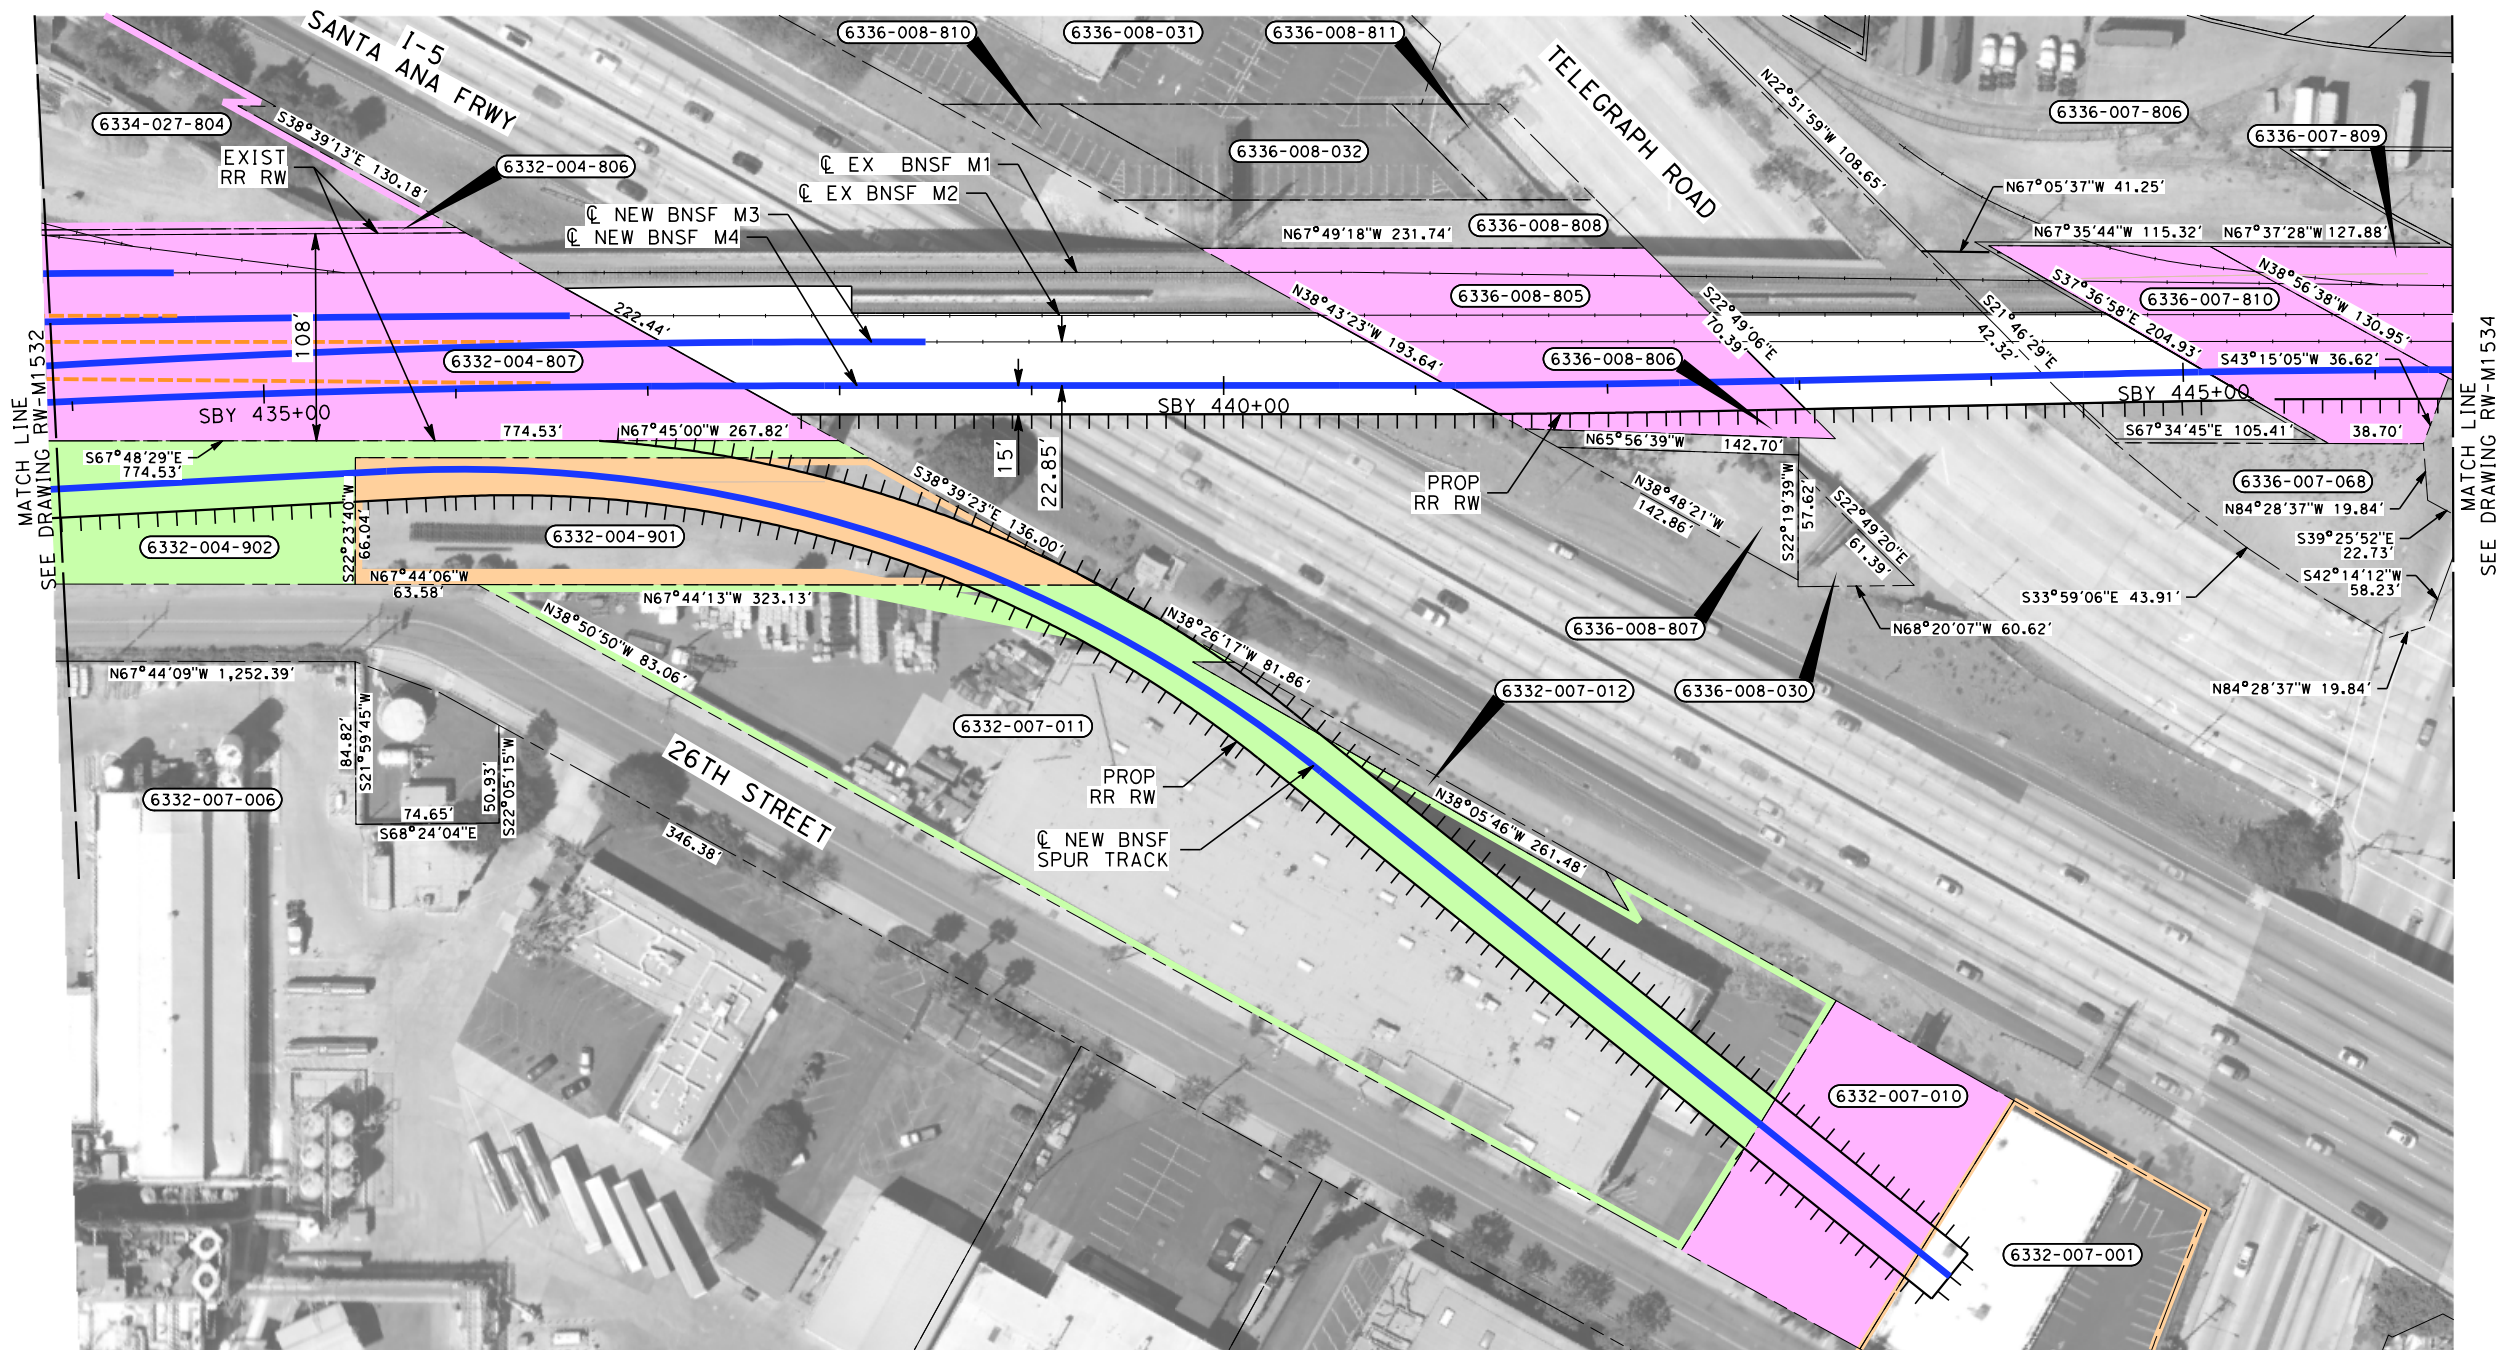 I-5
SANTA ANA FRWY
6336-008-810
6336-008-031
6336-008-811
TELEGRAPH ROAD
N22°51'59"W 108.65'
6336-007-806
6336-007-809
6334-027-804
S38°39'13"E 130.18'
EXIST
RR RW
6332-004-806
℄ EX BNSF M1
℄ EX BNSF M2
6336-008-032
N67°05'37"W 41.25'
℄ NEW BNSF M3
℄ NEW BNSF M4
N67°49'18"W 231.74'
6336-008-808
N67°35'44"W 115.32'
N67°37'28"W 127.88'
108'
222.44'
N38°43'23"W 193.64'
6336-008-805
S22°49'06"E
70.39'
S21°46'29"E
42.32'
S37°36'58"E 204.93'
6336-007-810
N38°56'38"W 130.95'
6332-004-807
6336-008-806
S43°15'05"W 36.62'
MATCH LINE
SEE DRAWING RW-M1532
MATCH LINE
SEE DRAWING RW-M1534
SBY 435+00
SBY 440+00
SBY 445+00
774.53'
N67°45'00"W 267.82'
S67°48'29"E
774.53'
15'
22.85'
N65°56'39"W 142.70'
S67°34'45"E 105.41'
38.70'
PROP
RR RW
S38°39'23"E 136.00'
N38°48'21"W
142.86'
S22°19'39"W
57.62'
S22°49'20"E
61.39'
6336-007-068
N84°28'37"W 19.84'
S39°25'52"E
22.73'
S42°14'12"W
58.23'
6332-004-902
S22°23'40"W
66.04'
6332-004-901
N67°44'06"W
63.58'
N67°44'13"W 323.13'
N38°50'50"W 83.06'
N38°26'17"W 81.86'
6336-008-807
S33°59'06"E 43.91'
N68°20'07"W 60.62'
N67°44'09"W 1,252.39'
6332-007-012
6336-008-030
N84°28'37"W 19.84'
84.82'
S21°59'45"W
6332-007-011
26TH STREET
6332-007-006
74.65'
S68°24'04"E
50.93'
S22°05'15"W
PROP
RR RW
N38°05'46"W 261.48'
346.38'
℄ NEW BNSF
SPUR TRACK
6332-007-010
6332-007-001